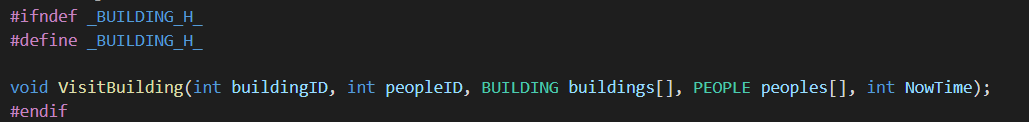 #ifndef _BUILDING_H_
#define _BUILDING_H_
void VisitBuilding(int buildingID, int peopleID, BUILDING buildings[], PEOPLE peoples[], int NowTime);
#endif